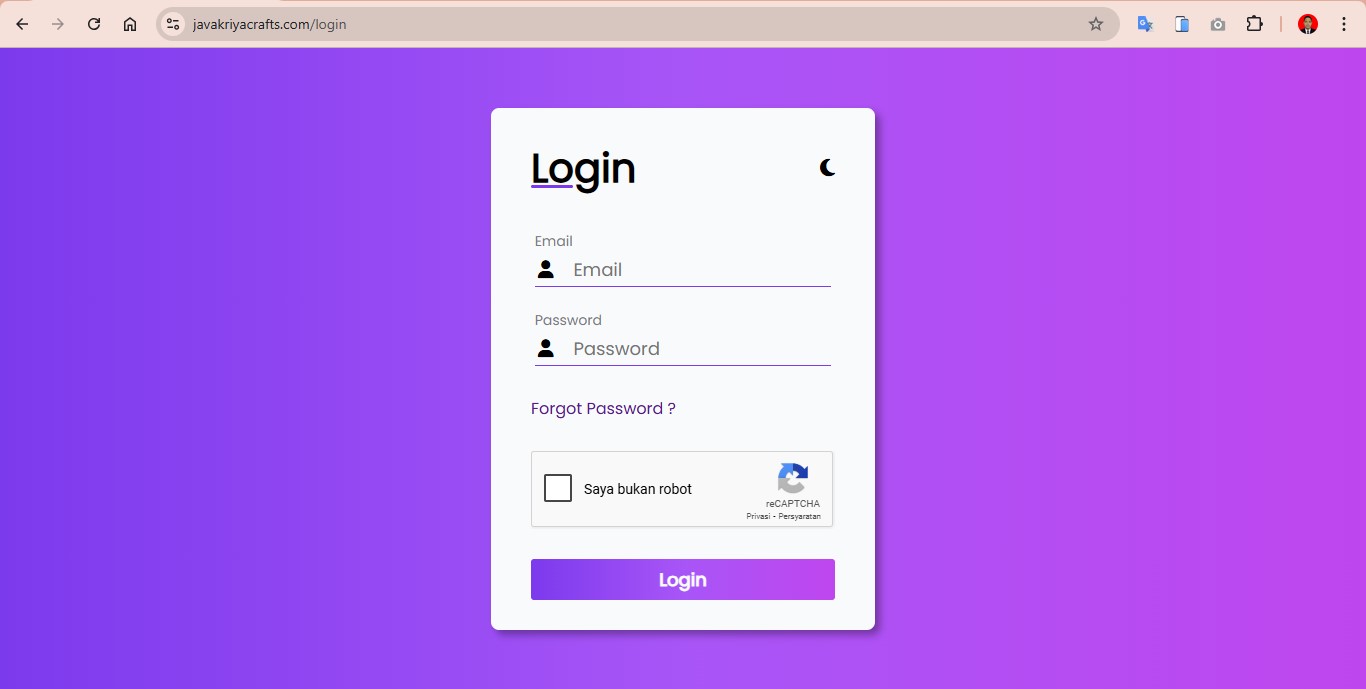 javakriyacrafts.com/login
Login
Email
Email
Password
Password
Forgot Password ?
Saya bukan robot
reCAPTCHA
Privasi - Persyaratan
Login